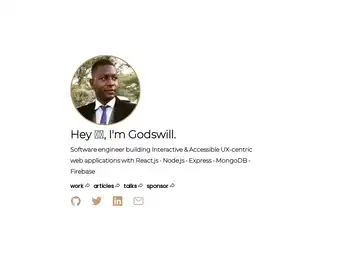 Hey 👋, I'm Godswill.
Software engineer building Interactive & Accessible UX-centric
web applications with React.js - Node.js - Express - MongoDB -
Firebase
work articles talks sponsor